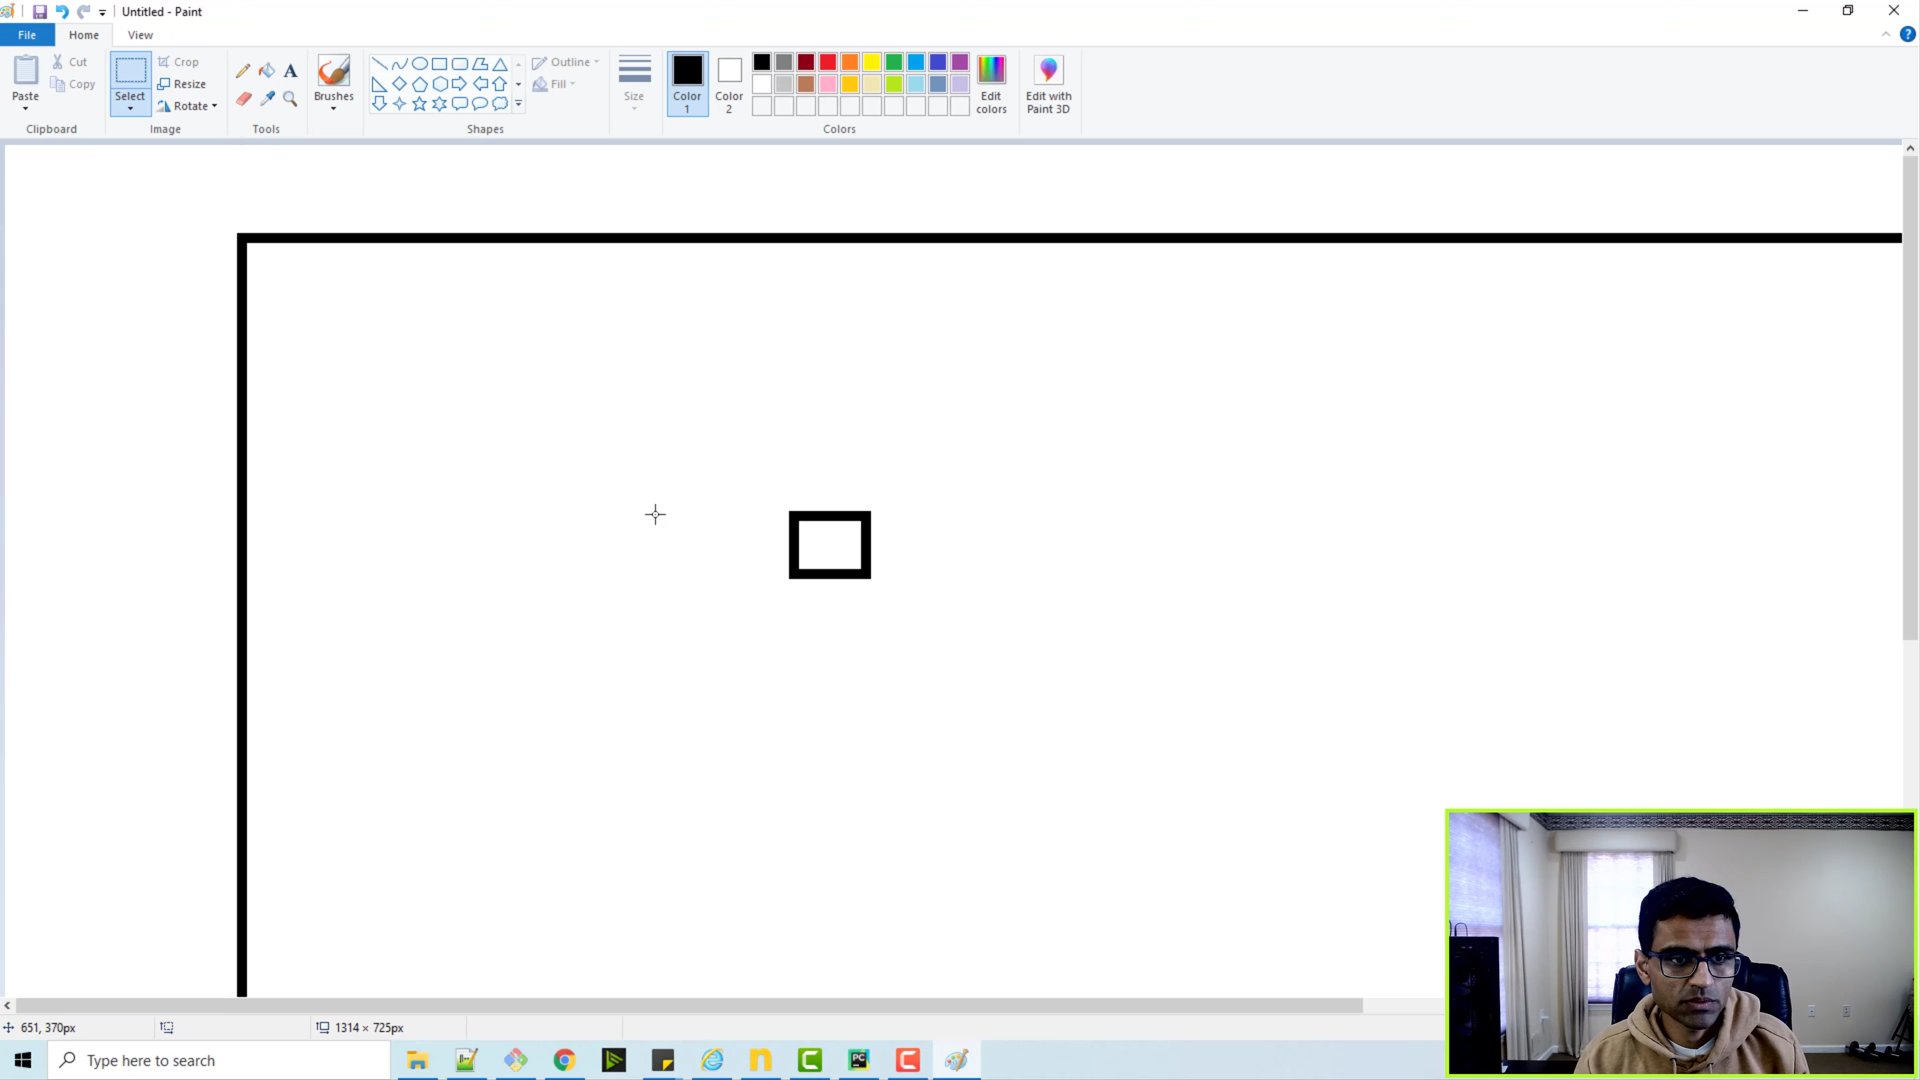 Untitled - Paint
File Home View
Paste
Cut
Copy
Clipboard
Select
Crop
Resize
Rotate
Image
A
Tools
Brushes
Shapes
Outline
Fill
Size
Color 1
Color 2
Colors
Edit colors
Edit with Paint 3D
651, 370px
1314 × 725px
Type here to search
PC